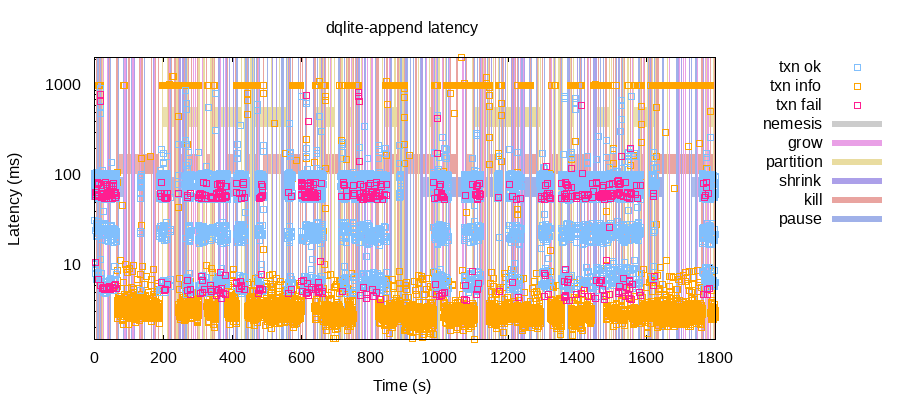 dqlite-append latency
Latency (ms)
1000
100
10
0 200 400 600 800 1000 1200 1400 1600 1800
Time (s)
txn ok
txn info
txn fail
nemesis
grow
partition
shrink
kill
pause